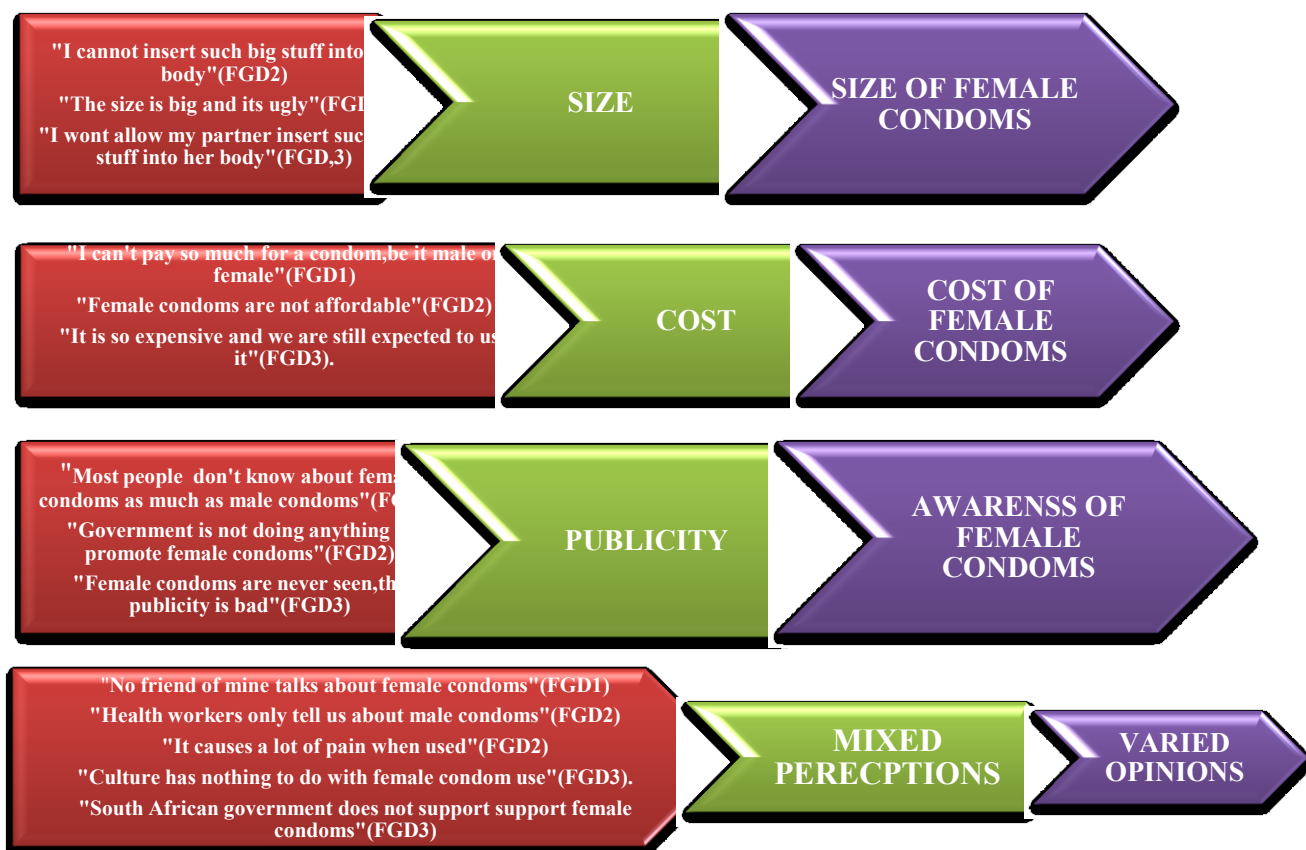 "I cannot insert such big stuff into
body"(FGD2)
"The size is big and its ugly"(FGD
"I wont allow my partner insert suc
stuff into her body"(FGD,3)
SIZE
SIZE OF FEMALE
CONDOMS
"I can't pay so much for a condom,be it male or
female"(FGD1)
"Female condoms are not affordable"(FGD2)
"It is so expensive and we are still expected to us
it"(FGD3).
COST
COST OF
FEMALE
CONDOMS
"Most people don't know about fema
condoms as much as male condoms"(FG
"Government is not doing anything
promote female condoms"(FGD2)
"Female condoms are never seen,th
publicity is bad"(FGD3)
PUBLICITY
AWARENSS OF
FEMALE
CONDOMS
"No friend of mine talks about female condoms"(FGD1)
"Health workers only tell us about male condoms"(FGD2)
"It causes a lot of pain when used"(FGD2)
"Culture has nothing to do with female condom use"(FGD3).
"South African government does not support support female
condoms"(FGD3)
MIXED
PERECPTIONS
VARIED
OPINIONS